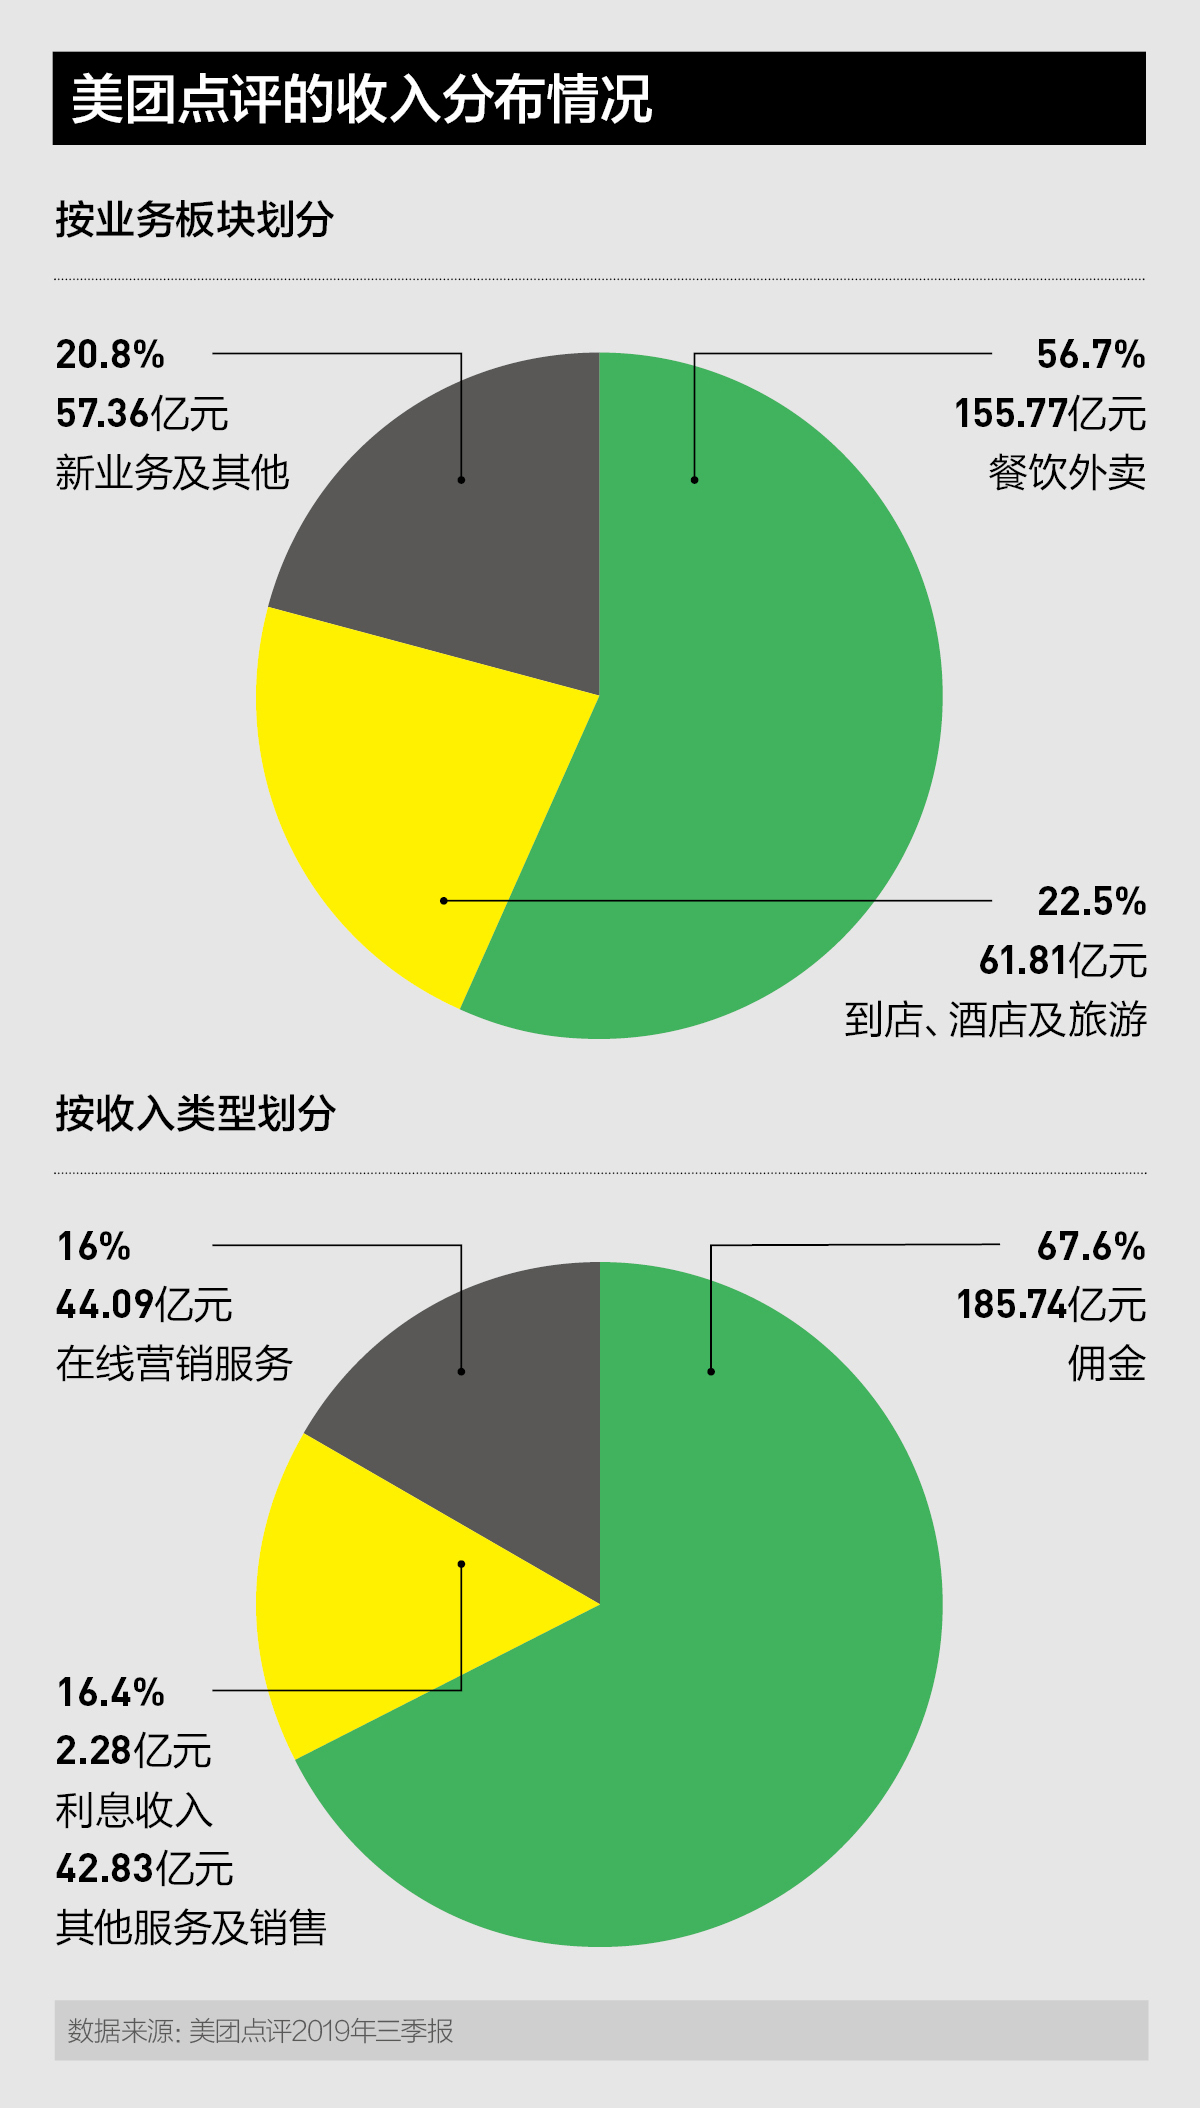 美团点评的收入分布情况
按业务板块划分
20.8%
57.36亿元
新业务及其他
56.7%
155.77亿元
餐饮外卖
22.5%
61.81亿元
到店、酒店及旅游
按收入类型划分
16%
44.09亿元
在线营销服务
67.6%
185.74亿元
佣金
16.4%
2.28亿元
利息收入
42.83亿元
其他服务及销售
数据来源：美团点评2019年三季报